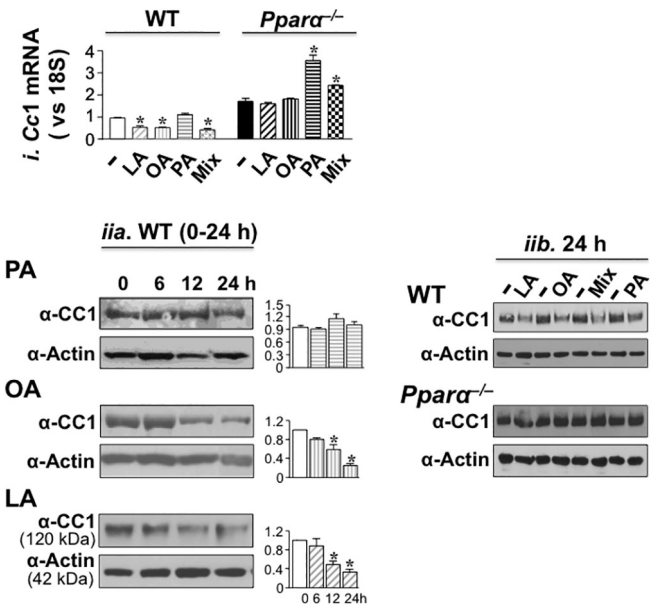 WT
Pparα–/–
i. Cc1 mRNA
( vs 18S)
4
3
2
1
0
* * * * *
– LA OA PA Mix – LA OA PA Mix
iia. WT (0-24 h)
PA
0 6 12 24 h
α-CC1
α-Actin
1.5
1.2
0.9
0.6
0.3
0
OA
α-CC1
α-Actin
1.2
0.8
0.4
0
* *
LA
α-CC1
(120 kDa)
α-Actin
(42 kDa)
1.2
0.8
0.4
0
* *
0 6 12 24h
iib. 24 h
– LA – OA – Mix – PA
WT
α-CC1
α-Actin
Pparα–/–
α-CC1
α-Actin